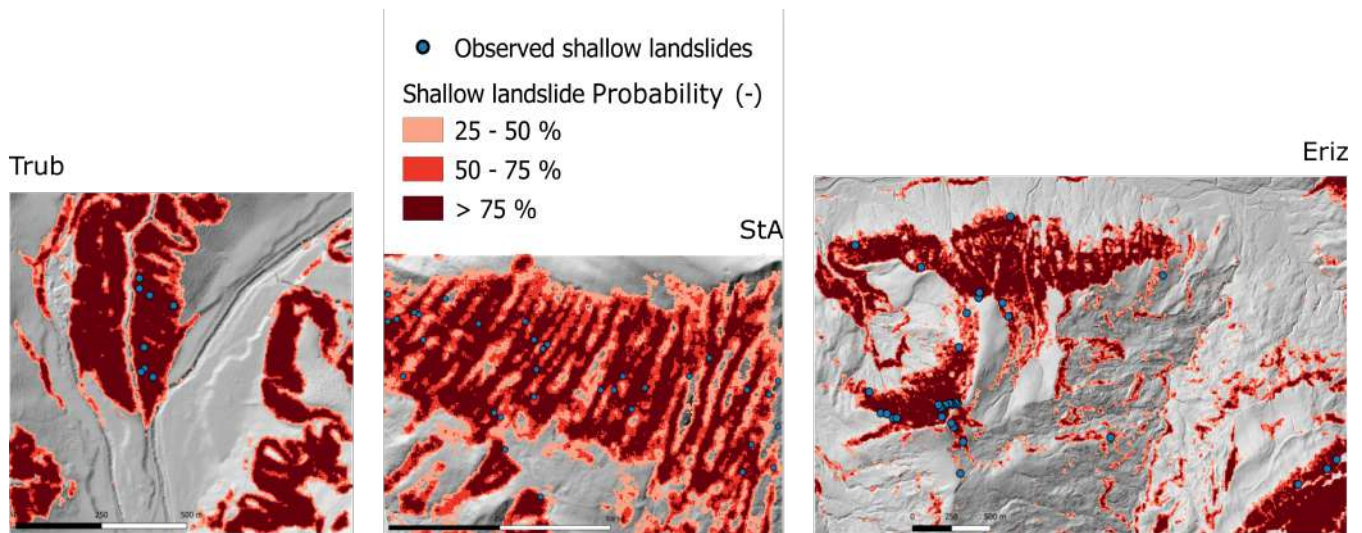 Observed shallow landslides
Shallow landslide Probability (-)
25 - 50 %
50 - 75 %
> 75 %
Trub
StA
Eriz
250
500 m
0
250
500 m